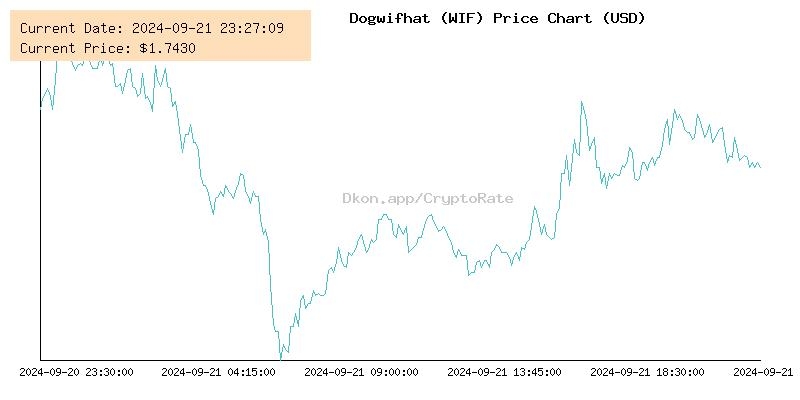 Dogwifhat (WIF) Price Chart (USD)
Current Date: 2024-09-21 23:27:09
Current Price: $1.7430
Dkon.app/CryptoRate
2024-09-20 23:30:00 2024-09-21 04:15:00 2024-09-21 09:00:00 2024-09-21 13:45:00 2024-09-21 18:30:00 2024-09-21